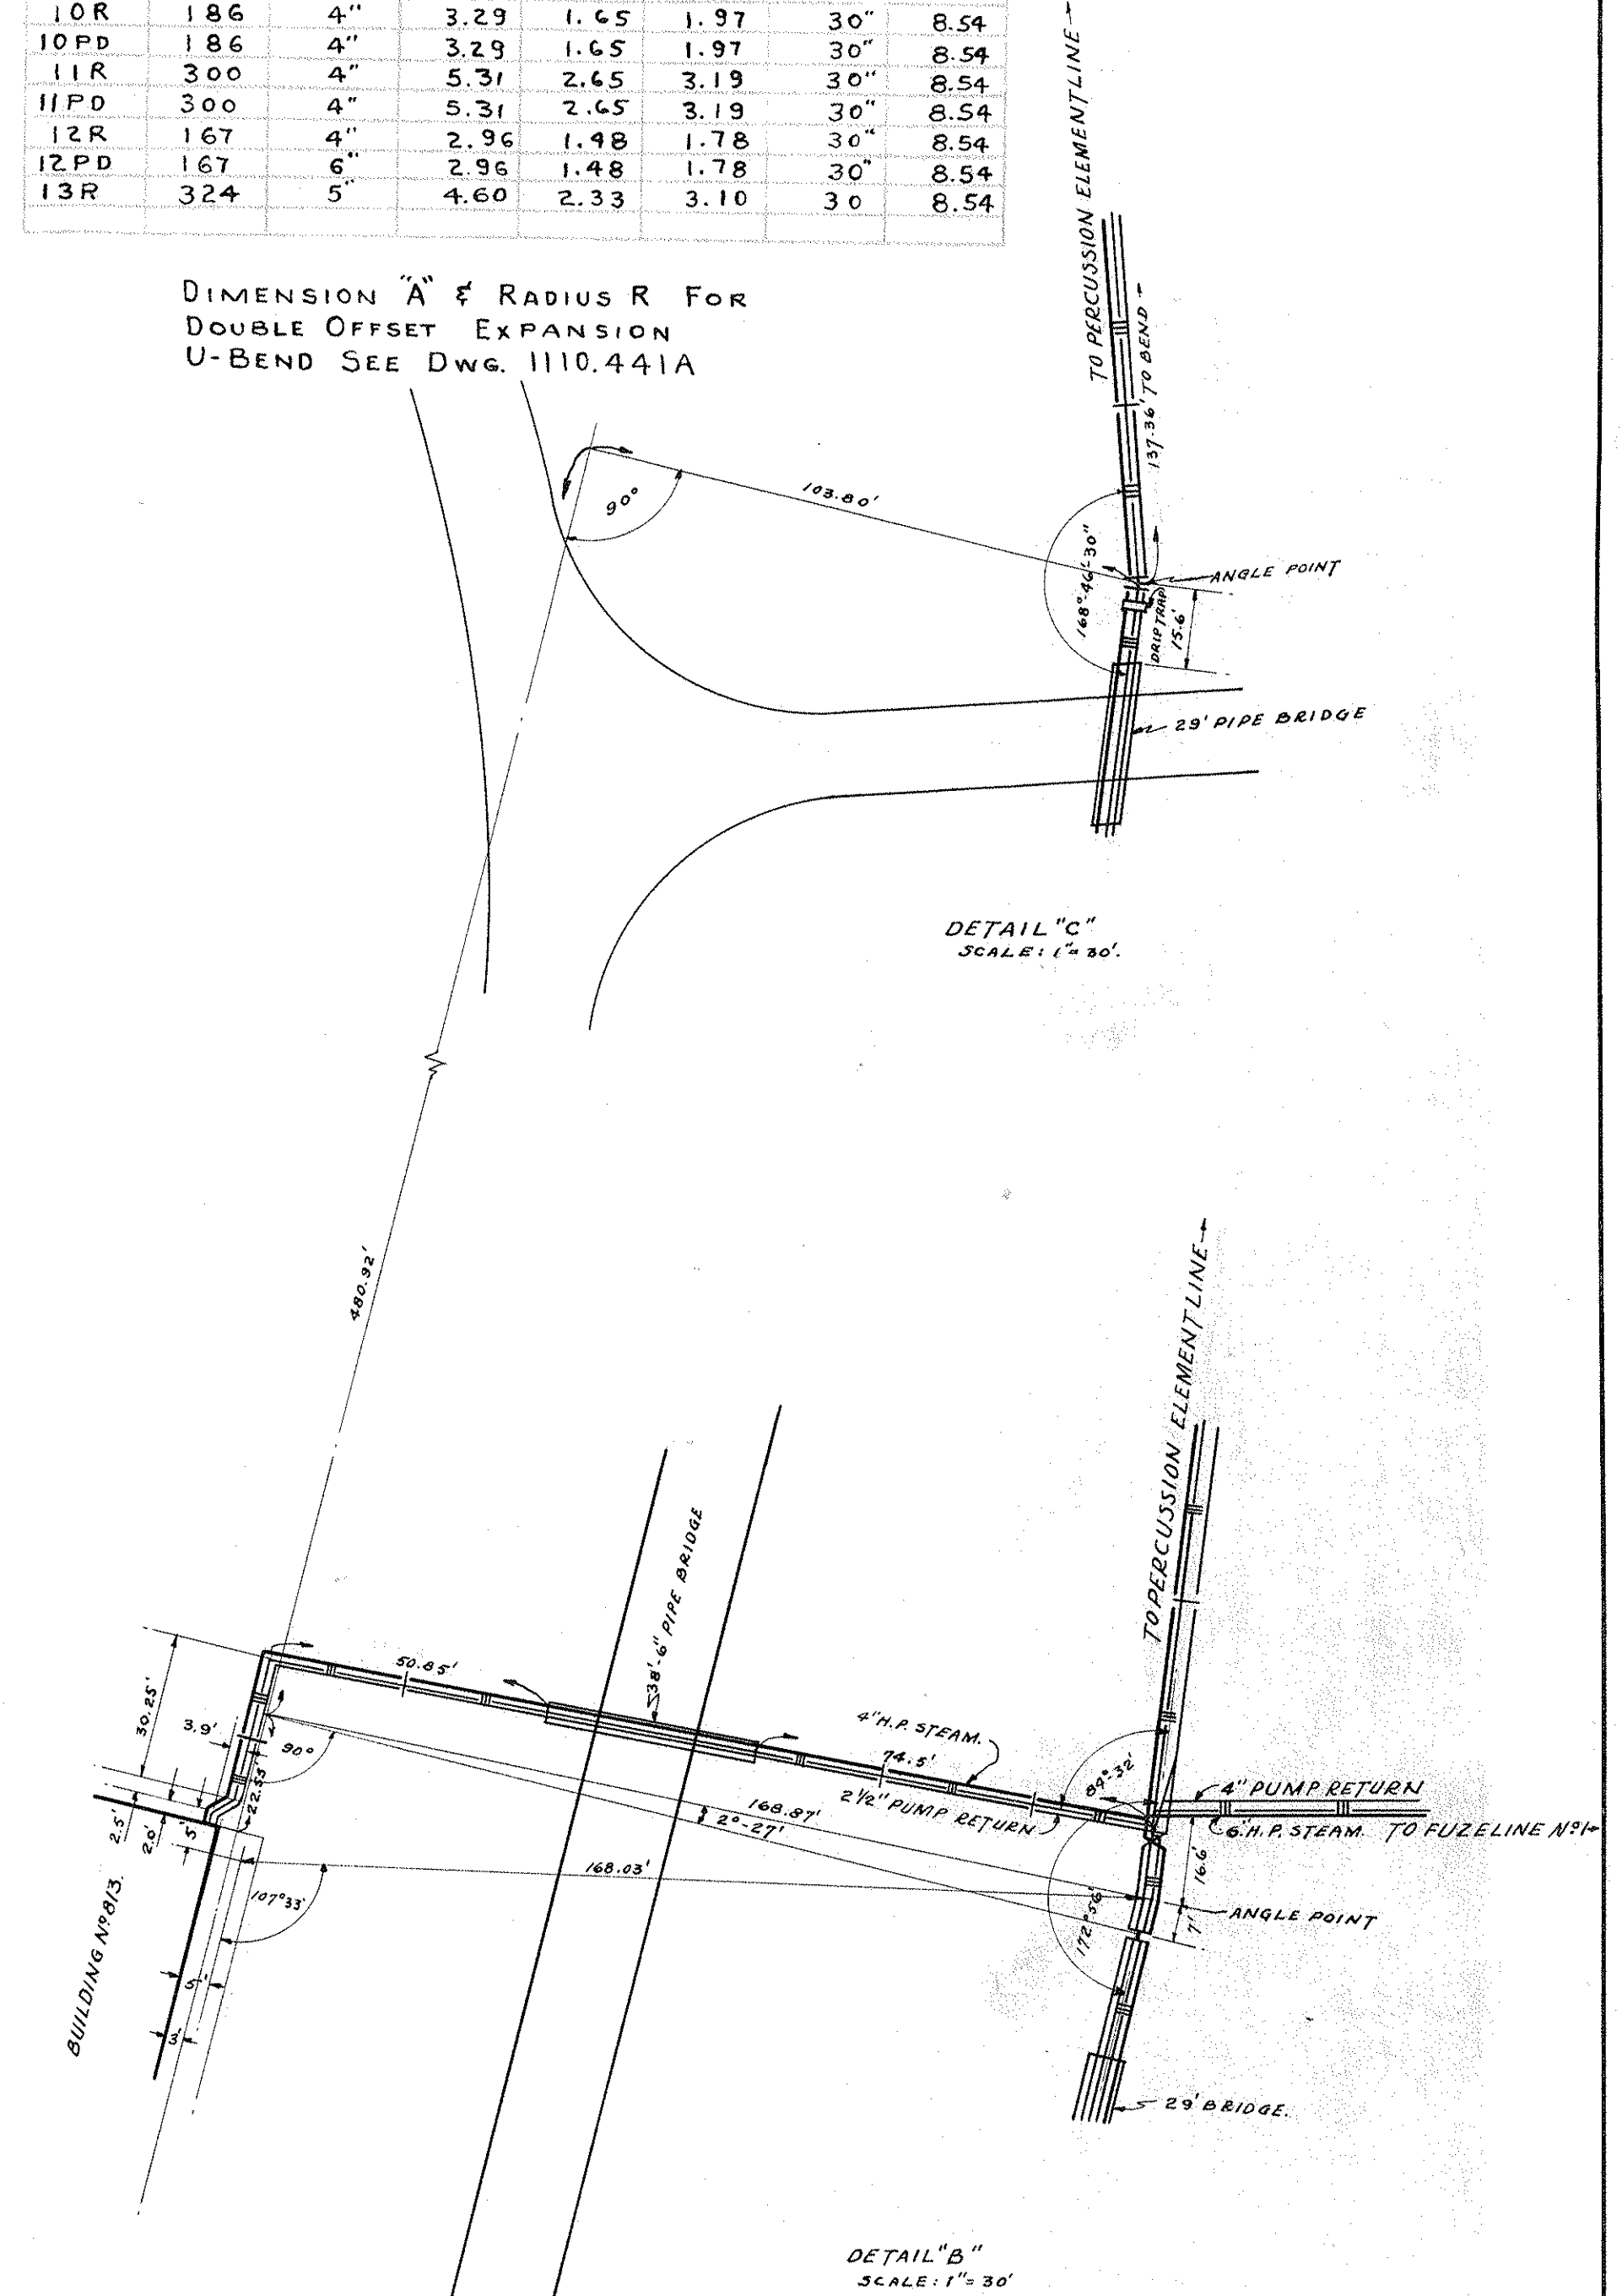 10R 186 4" 3.29 1.65 1.97 30" 8.54
10PD 186 4" 3.29 1.65 1.97 30" 8.54
11R 300 4" 5.31 2.65 3.19 30" 8.54
11PD 300 4" 5.31 2.65 3.19 30" 8.54
12R 167 4" 2.96 1.48 1.78 30" 8.54
12PD 167 6" 2.96 1.48 1.78 30" 8.54
13R 324 5" 4.60 2.33 3.10 30 8.54
DIMENSION "A" & RADIUS R FOR
DOUBLE OFFSET EXPANSION
U-BEND SEE DWG. 1110.441A
TO PERCUSSION ELEMENT LINE
137.36' TO BEND
90°
103.80'
168°-46'-30"
ANGLE POINT
DRIP TRAP
15.6'
29' PIPE BRIDGE
DETAIL "C"
SCALE: 1"=30'.
480.92'
TO PERCUSSION ELEMENT LINE
38'-6" PIPE BRIDGE
50.85'
30.25'
3.9'
90°
22.53'
4" H.P. STEAM.
74.5'
84°-32'
2 1/2" PUMP RETURN
168.87'
2°-27'
4" PUMP RETURN
6" H.P. STEAM. TO FUZELINE Nº1
2.5'
2.0'
5'
168.03'
107°33'
16.6'
172°56'
7'
ANGLE POINT
BUILDING Nº813.
5'
3'
29' BRIDGE.
DETAIL "B"
SCALE: 1"=30'